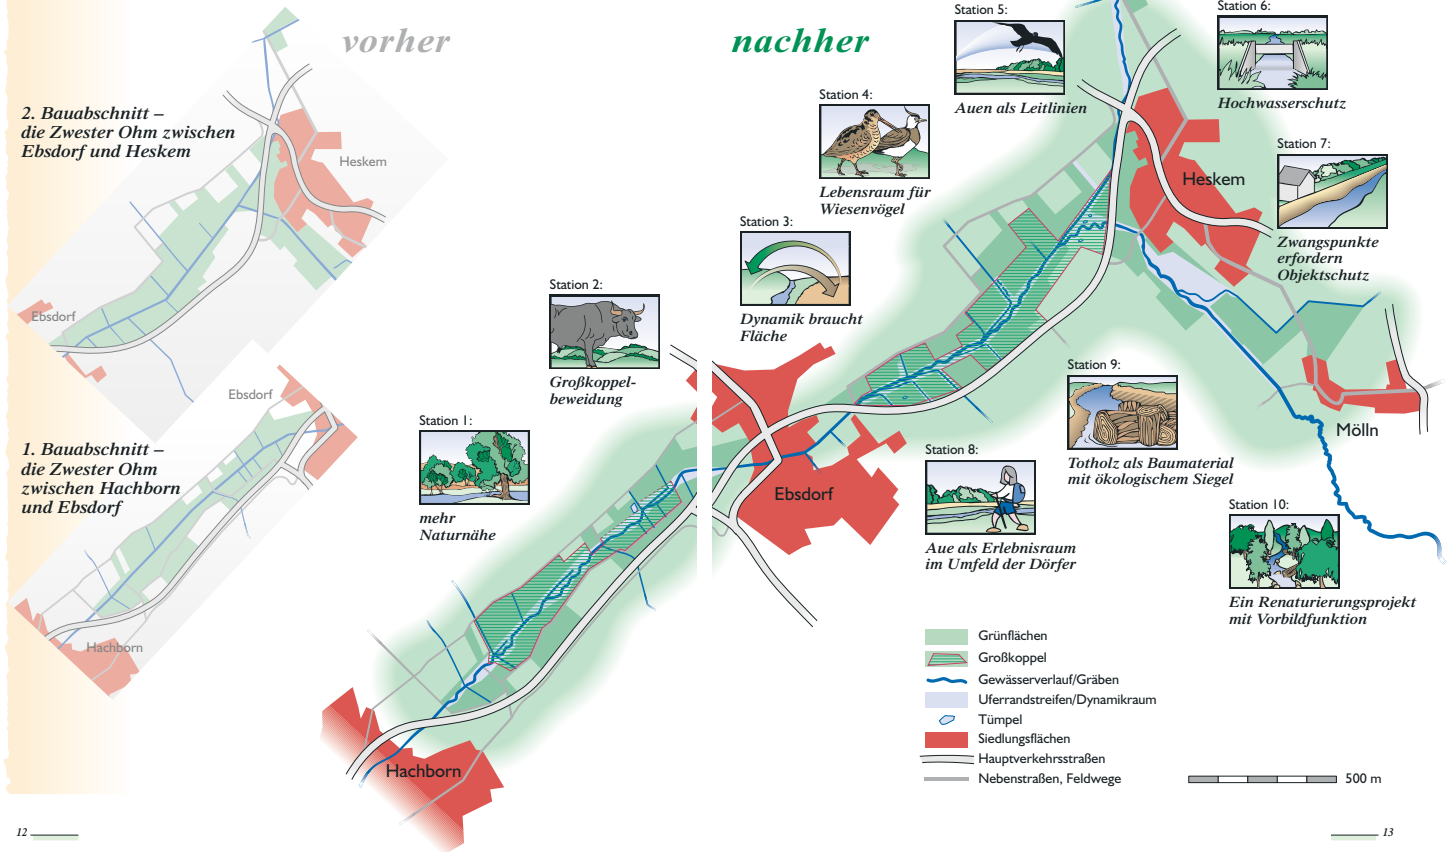 vorher
2. Bauabschnitt –
die Zwester Ohm zwischen
Ebsdorf und Heskem
Heskem
Ebsdorf
Ebsdorf
1. Bauabschnitt –
die Zwester Ohm
zwischen Hachborn
und Ebsdorf
Hachborn
12
nachher
Station 1:
mehr
Naturnähe
Station 2:
Großkoppel-
beweidung
Station 3:
Dynamik braucht
Fläche
Station 4:
Lebensraum für
Wiesenvögel
Station 5:
Auen als Leitlinien
Station 6:
Hochwasserschutz
Station 7:
Zwangspunkte
erfordern
Objektschutz
Heskem
Mölln
Ebsdorf
Hachborn
Station 8:
Aue als Erlebnisraum
im Umfeld der Dörfer
Station 9:
Totholz als Baumaterial
mit ökologischem Siegel
Station 10:
Ein Renaturierungsprojekt
mit Vorbildfunktion
Grünflächen
Großkoppel
Gewässerverlauf/Gräben
Uferrandstreifen/Dynamikraum
Tümpel
Siedlungsflächen
Hauptverkehrsstraßen
Nebenstraßen, Feldwege
500 m
13